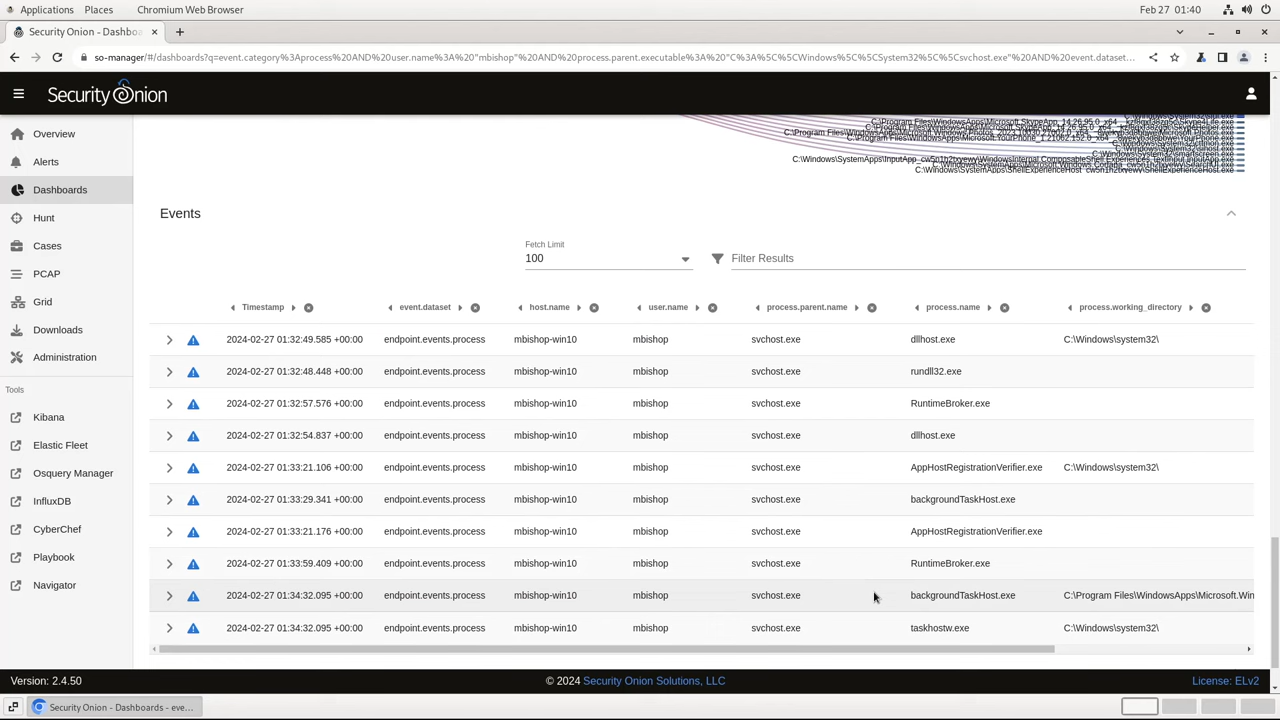 Applications Places Chromium Web Browser Feb 27 01:40
Security Onion - Dashboa
so-manager/#/dashboards?q=event.category%3Aprocess%20AND%20user.name%3A%20"mbishop"%20AND%20process.parent.executable%3A%20"C%3A%5C%5CWindows%5C%5CSystem32%5C%5Csvchost.exe"%20AND%20event.dataset...
Security Onion
Overview
Alerts
Dashboards
Hunt
Cases
PCAP
Grid
Downloads
Administration
Tools
Kibana
Elastic Fleet
Osquery Manager
InfluxDB
CyberChef
Playbook
Navigator
Events
Fetch Limit
100 Filter Results
Timestamp event.dataset host.name user.name process.parent.name process.name process.working_directory
2024-02-27 01:32:49.585 +00:00 endpoint.events.process mbishop-win10 mbishop svchost.exe dllhost.exe C:\Windows\system32\
2024-02-27 01:32:48.448 +00:00 endpoint.events.process mbishop-win10 mbishop svchost.exe rundll32.exe
2024-02-27 01:32:57.576 +00:00 endpoint.events.process mbishop-win10 mbishop svchost.exe RuntimeBroker.exe
2024-02-27 01:32:54.837 +00:00 endpoint.events.process mbishop-win10 mbishop svchost.exe dllhost.exe
2024-02-27 01:33:21.106 +00:00 endpoint.events.process mbishop-win10 mbishop svchost.exe AppHostRegistrationVerifier.exe C:\Windows\system32\
2024-02-27 01:33:29.341 +00:00 endpoint.events.process mbishop-win10 mbishop svchost.exe backgroundTaskHost.exe
2024-02-27 01:33:21.176 +00:00 endpoint.events.process mbishop-win10 mbishop svchost.exe AppHostRegistrationVerifier.exe
2024-02-27 01:33:59.409 +00:00 endpoint.events.process mbishop-win10 mbishop svchost.exe RuntimeBroker.exe
2024-02-27 01:34:32.095 +00:00 endpoint.events.process mbishop-win10 mbishop svchost.exe backgroundTaskHost.exe C:\Program Files\WindowsApps\Microsoft.Win
2024-02-27 01:34:32.095 +00:00 endpoint.events.process mbishop-win10 mbishop svchost.exe taskhostw.exe C:\Windows\system32\
Version: 2.4.50 © 2024 Security Onion Solutions, LLC License: ELv2
Security Onion - Dashboards - eve...